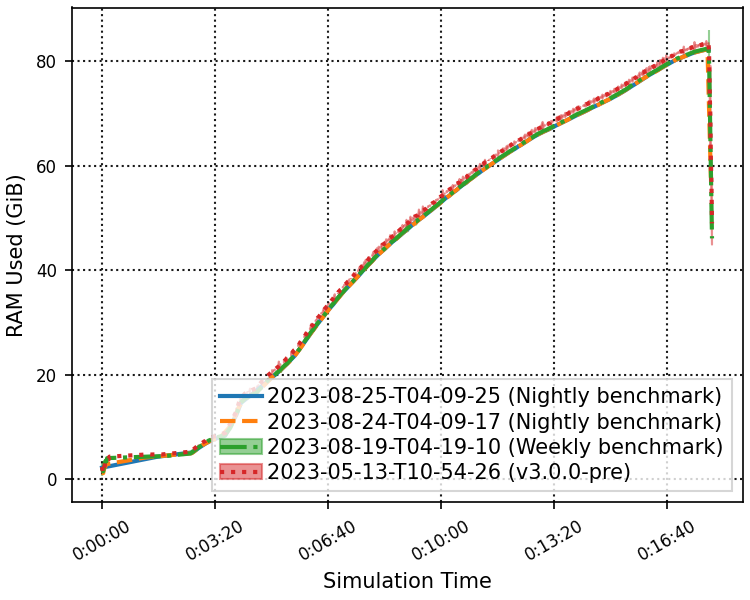 80
60
40
20
0
RAM Used (GiB)
2023-08-25-T04-09-25 (Nightly benchmark)
2023-08-24-T04-09-17 (Nightly benchmark)
2023-08-19-T04-19-10 (Weekly benchmark)
2023-05-13-T10-54-26 (v3.0.0-pre)
0:00:00
0:03:20
0:06:40
0:10:00
0:13:20
0:16:40
Simulation Time